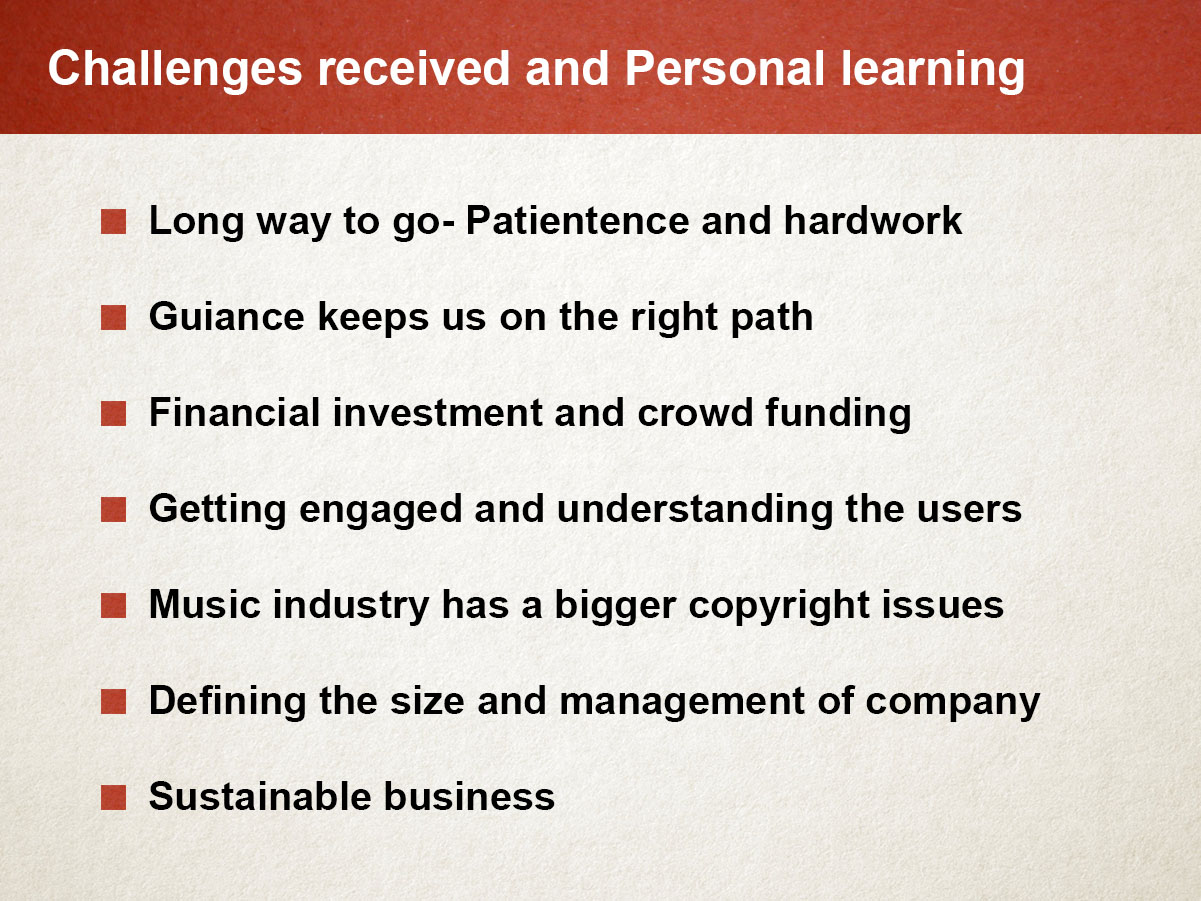 Challenges received and Personal learning
Long way to go- Patientence and hardwork
Guiance keeps us on the right path
Financial investment and crowd funding
Getting engaged and understanding the users
Music industry has a bigger copyright issues
Defining the size and management of company
Sustainable business